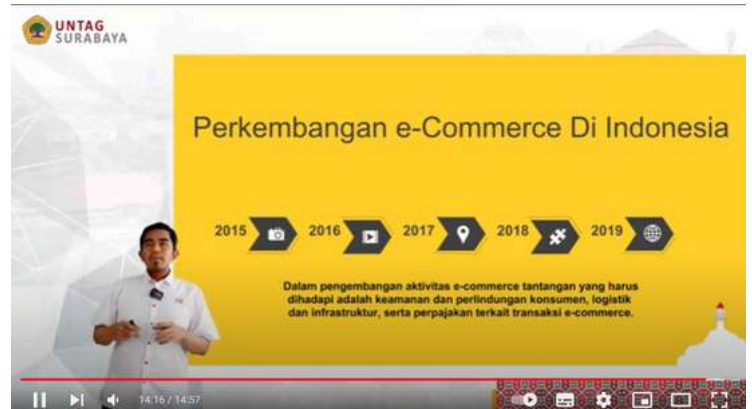 UNTAG
SURABAYA
Perkembangan e-Commerce Di Indonesia
2015 2016 2017 2018 2019
Dalam pengembangan aktivitas e-commerce tantangan yang harus
dihadapi adalah keamanan dan perlindungan konsumen, logistik
dan infrastruktur, serta perpajakan terkait transaksi e-commerce.
14:16 / 14:57